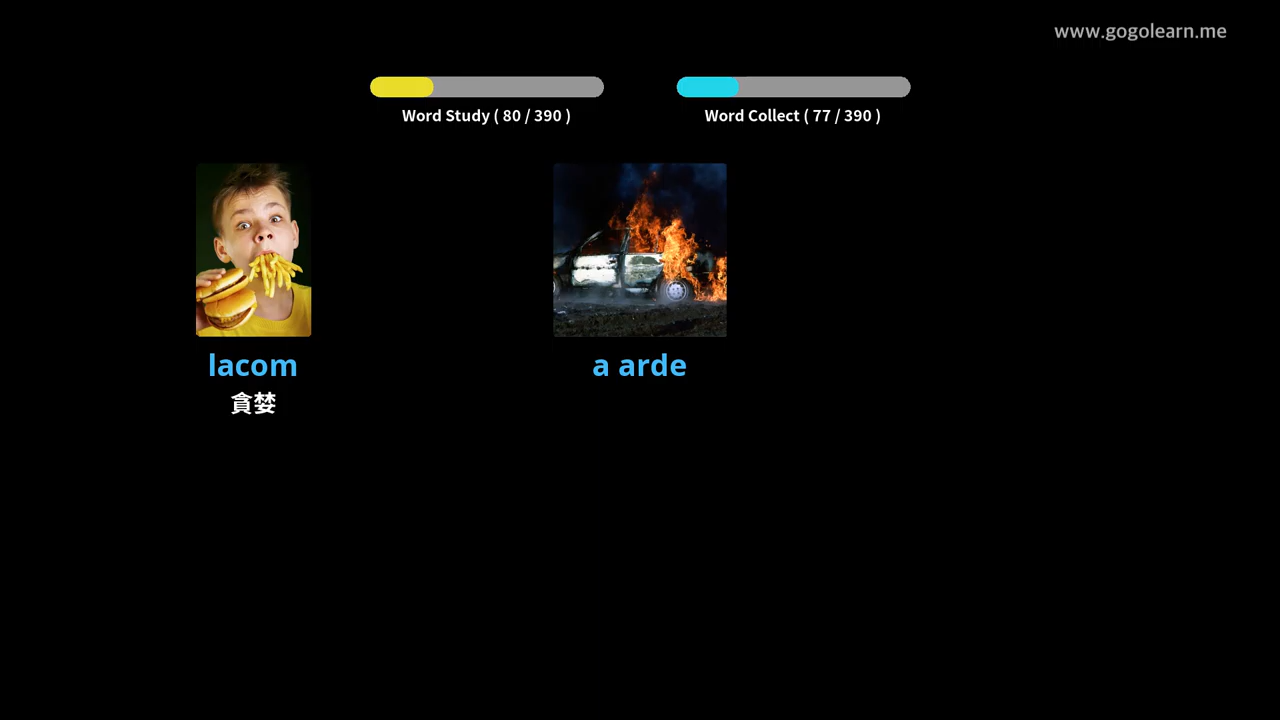 www.gogolearn.me
Word Study ( 80 / 390 )
Word Collect ( 77 / 390 )
lacom
a arde
貪婪